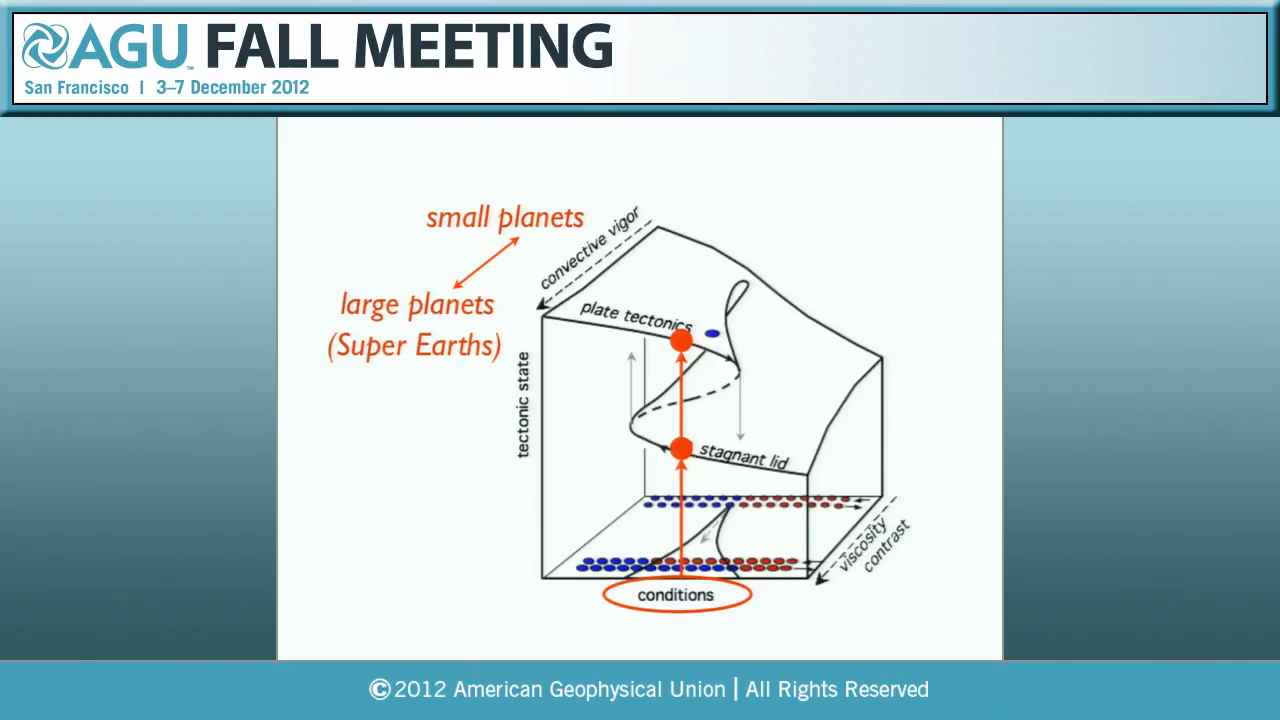 AGU™ FALL MEETING
San Francisco | 3–7 December 2012
small planets
convective vigor
large planets
(Super Earths)
plate tectonics
tectonic state
stagnant lid
viscosity
contrast
conditions
©2012 American Geophysical Union | All Rights Reserved